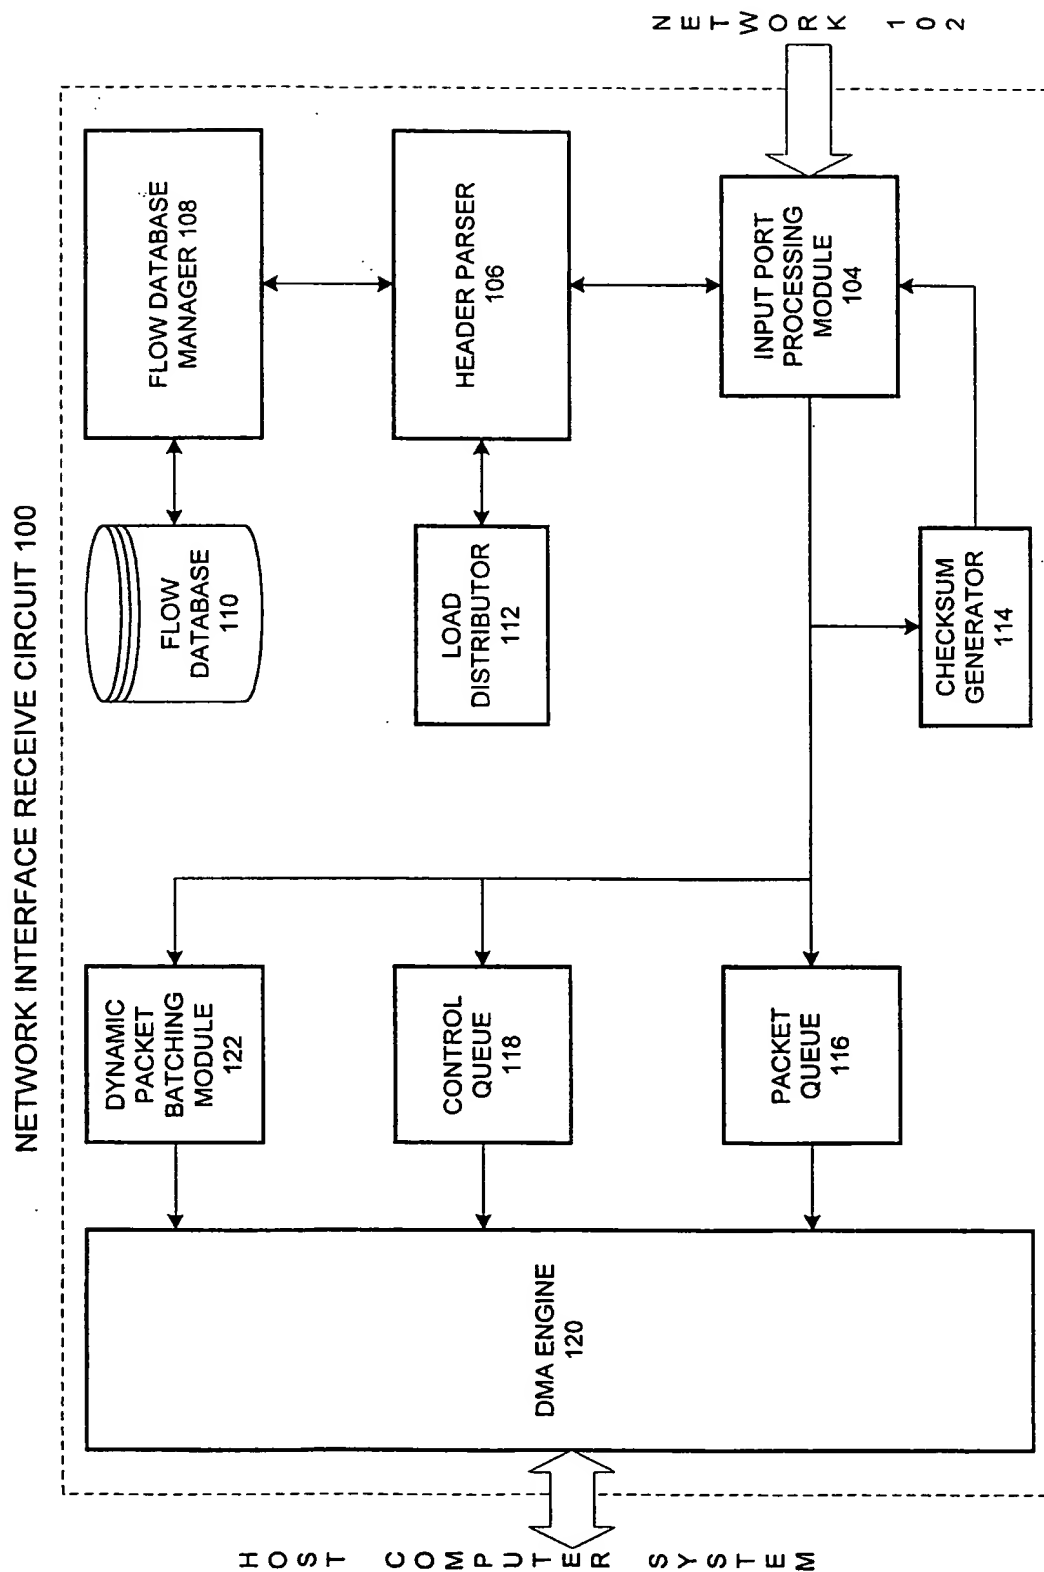 NETWORK INTERFACE RECEIVE CIRCUIT 100
HOST COMPUTER SYSTEM
DMA ENGINE
120
DYNAMIC
PACKET
BATCHING
MODULE
122
CONTROL
QUEUE
118
PACKET
QUEUE
116
FLOW
DATABASE
110
LOAD
DISTRIBUTOR
112
CHECKSUM
GENERATOR
114
FLOW DATABASE
MANAGER 108
HEADER PARSER
106
INPUT PORT
PROCESSING
MODULE
104
NETWORK 102